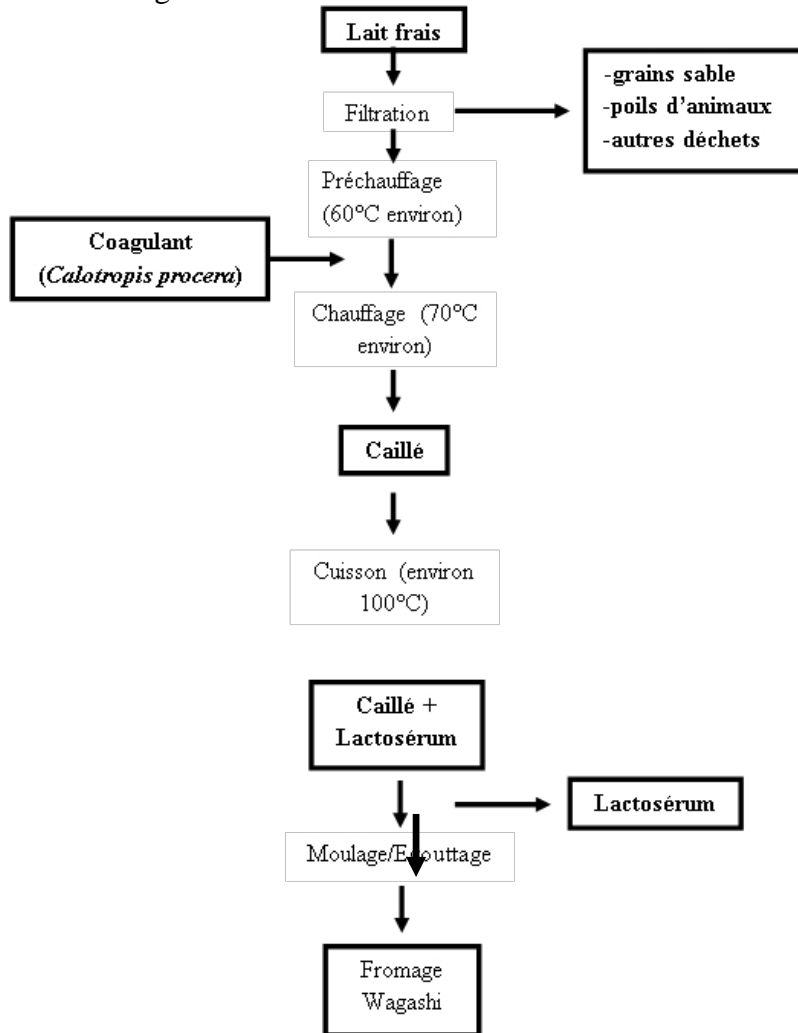 Lait frais
-grains sable
-poils d'animaux
-autres déchets
Filtration
Préchauffage
(60°C environ)
Coagulant
(Calotropis procera)
Chauffage (70°C
environ)
Caillé
Cuisson (environ
100°C)
Caillé +
Lactosérum
Lactosérum
Moulage/Egouttage
Fromage
Wagashi